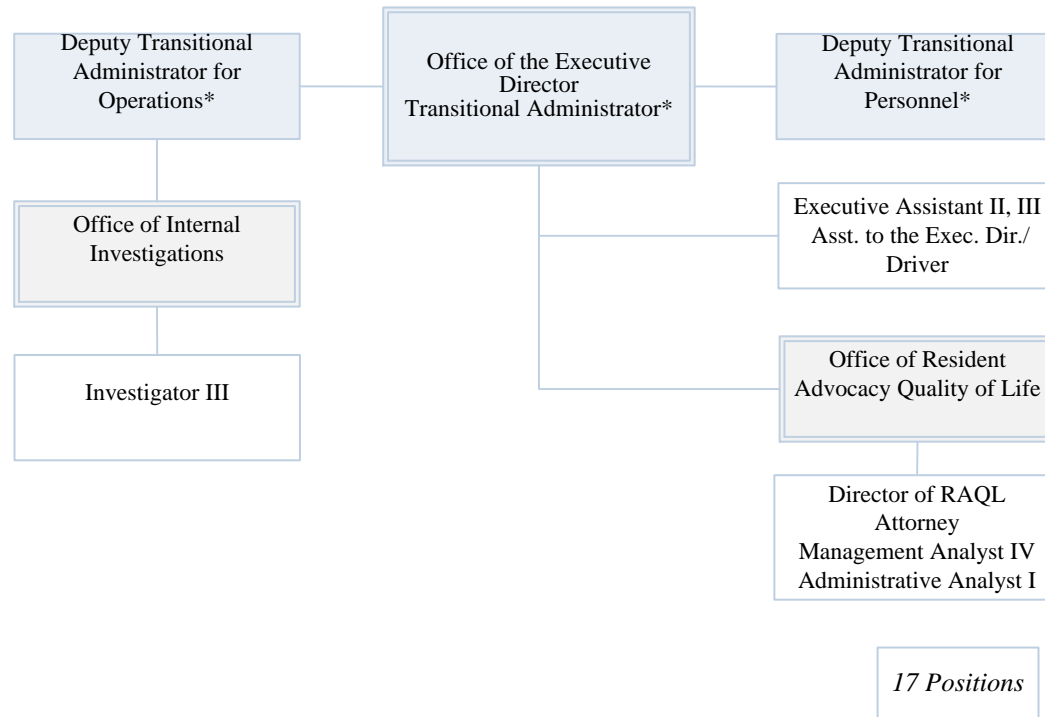 Deputy Transitional
Administrator for
Operations*
Office of the Executive
Director
Transitional Administrator*
Deputy Transitional
Administrator for
Personnel*
Office of Internal
Investigations
Executive Assistant II, III
Asst. to the Exec. Dir./
Driver
Investigator III
Office of Resident
Advocacy Quality of Life
Director of RAQL
Attorney
Management Analyst IV
Administrative Analyst I
17 Positions